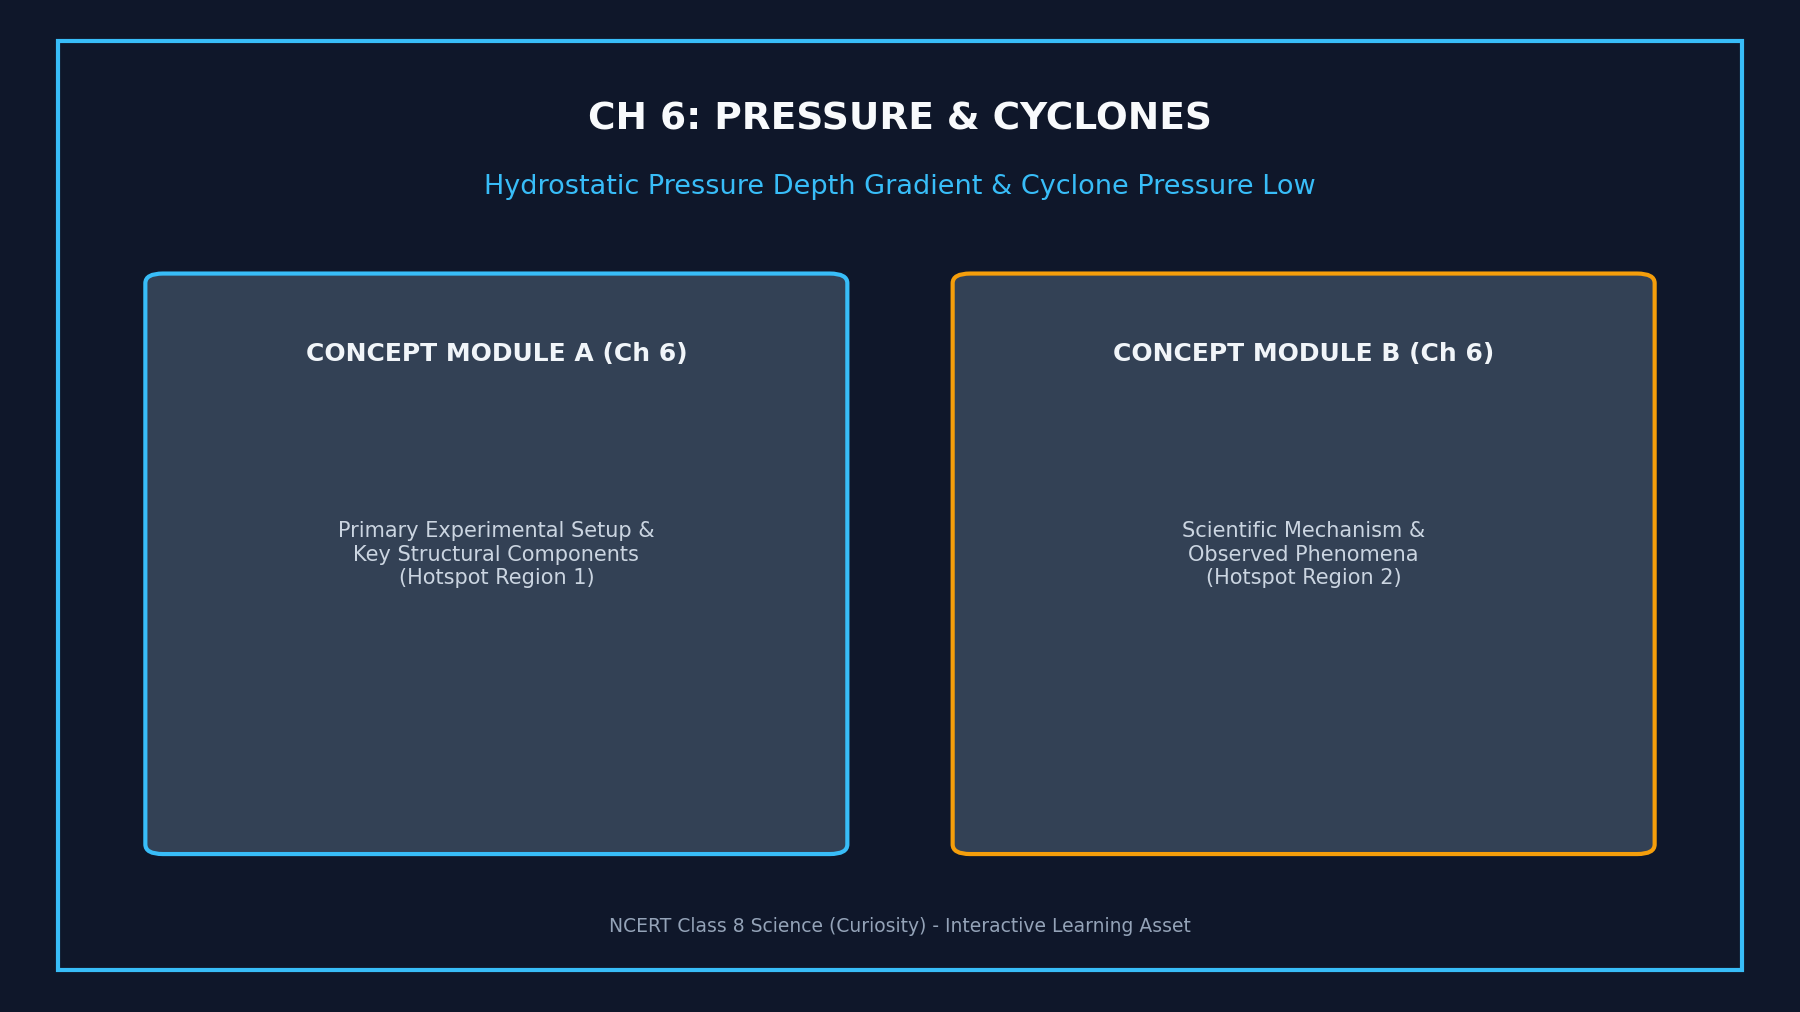 CH 6: PRESSURE & CYCLONES
Hydrostatic Pressure Depth Gradient & Cyclone Pressure Low
CONCEPT MODULE A (Ch 6)
Primary Experimental Setup &
Key Structural Components
(Hotspot Region 1)
CONCEPT MODULE B (Ch 6)
Scientific Mechanism &
Observed Phenomena
(Hotspot Region 2)
NCERT Class 8 Science (Curiosity) - Interactive Learning Asset